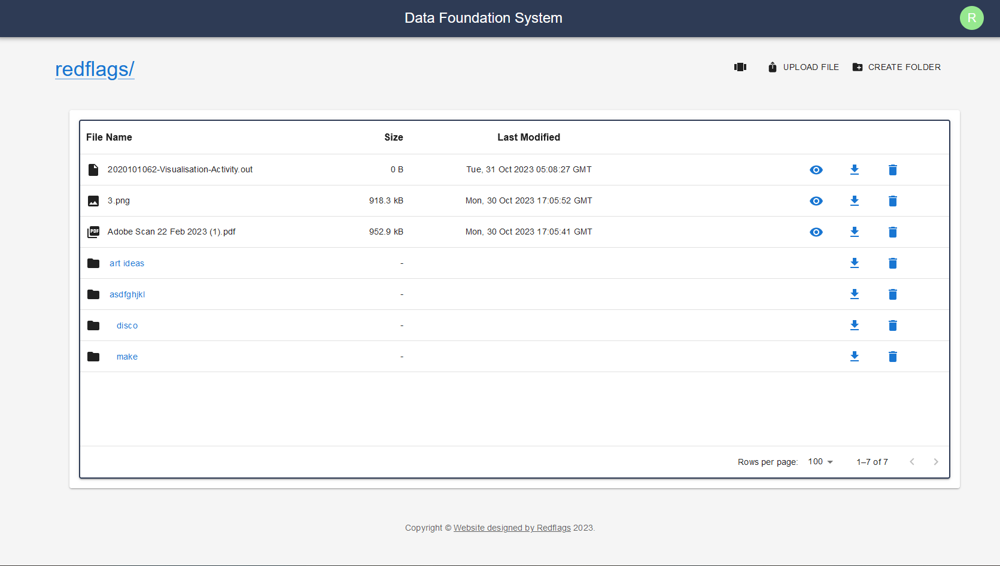 Data Foundation System
R
redflags/
UPLOAD FILE CREATE FOLDER
File Name Size Last Modified
2020101062-Visualisation-Activity.out 0 B Tue, 31 Oct 2023 05:08:27 GMT
3.png 918.3 kB Mon, 30 Oct 2023 17:05:52 GMT
PDF Adobe Scan 22 Feb 2023 (1).pdf 952.9 kB Mon, 30 Oct 2023 17:05:41 GMT
art ideas -
asdfghjkl -
disco -
make -
Rows per page: 100 1–7 of 7
Copyright © Website designed by Redflags 2023.